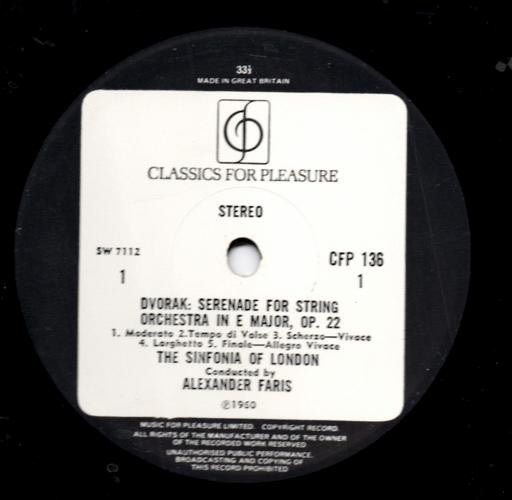 33⅓
MADE IN GREAT BRITAIN
CLASSICS FOR PLEASURE
STEREO
SW 7112
1
CFP 136
1
DVORAK: SERENADE FOR STRING
ORCHESTRA IN E MAJOR, OP. 22
1. Moderato 2.Tempo di Valse 3. Scherzo—Vivace
4. Larghetto 5. Finale—Allegro Vivace
THE SINFONIA OF LONDON
Conducted by
ALEXANDER FARIS
℗1960
MUSIC FOR PLEASURE LIMITED. COPYRIGHT RECORD.
ALL RIGHTS OF THE MANUFACTURER AND OF THE OWNER
OF THE RECORDED WORK RESERVED
UNAUTHORISED PUBLIC PERFORMANCE,
BROADCASTING AND COPYING OF
THIS RECORD PROHIBITED